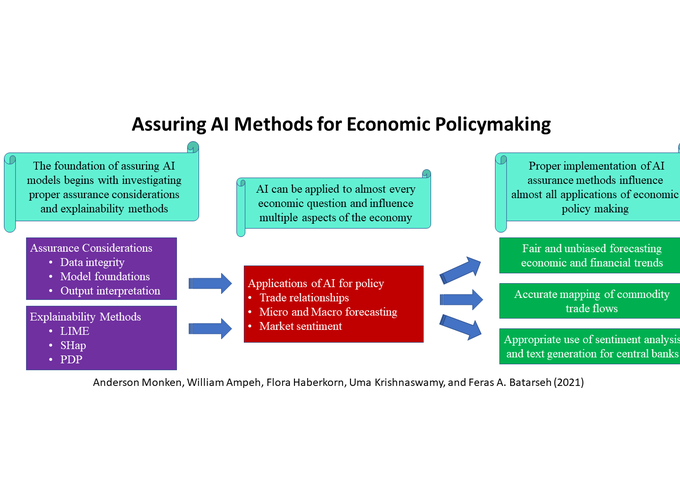 Assuring AI Methods for Economic Policymaking
The foundation of assuring AI
models begins with investigating
proper assurance considerations
and explainability methods
AI can be applied to almost every
economic question and influence
multiple aspects of the economy
Proper implementation of AI
assurance methods influence
almost all applications of economic
policy making
Assurance Considerations
• Data integrity
• Model foundations
• Output interpretation
Explainability Methods
• LIME
• SHap
• PDP
Applications of AI for policy
• Trade relationships
• Micro and Macro forecasting
• Market sentiment
Fair and unbiased forecasting
economic and financial trends
Accurate mapping of commodity
trade flows
Appropriate use of sentiment analysis
and text generation for central banks
Anderson Monken, William Ampeh, Flora Haberkorn, Uma Krishnaswamy, and Feras A. Batarseh (2021)